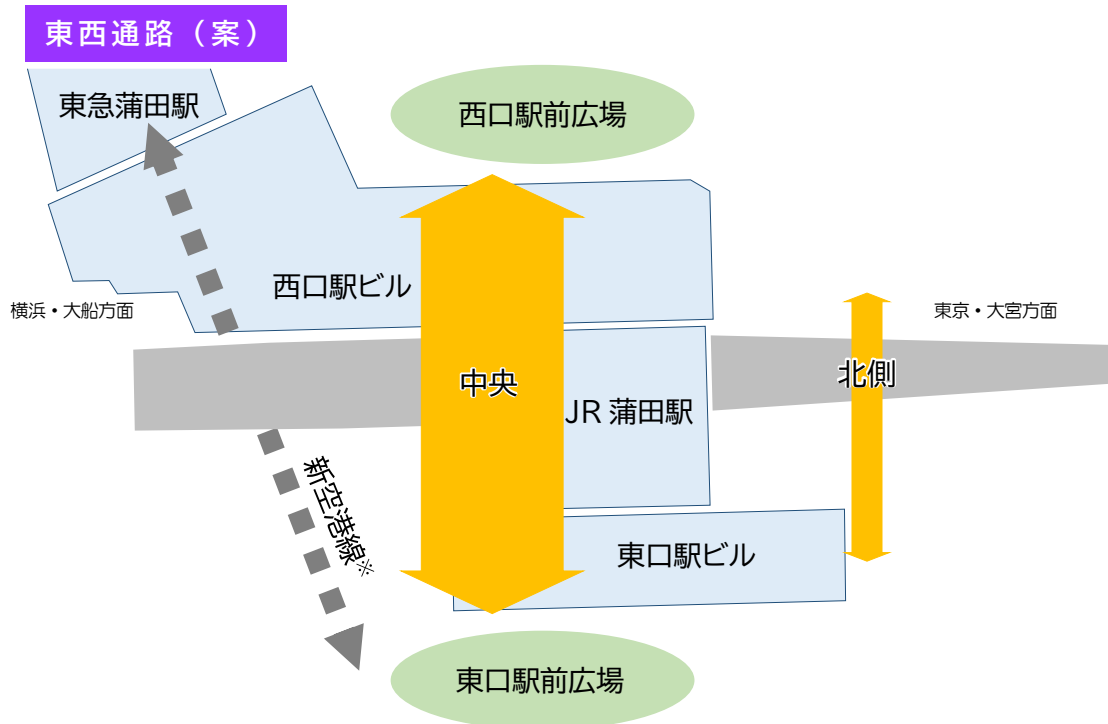 東西通路（案）
東急蒲田駅
西口駅前広場
西口駅ビル
横浜・大船方面
東京・大宮方面
中央
北側
JR 蒲田駅
新空港線※
東口駅ビル
東口駅前広場